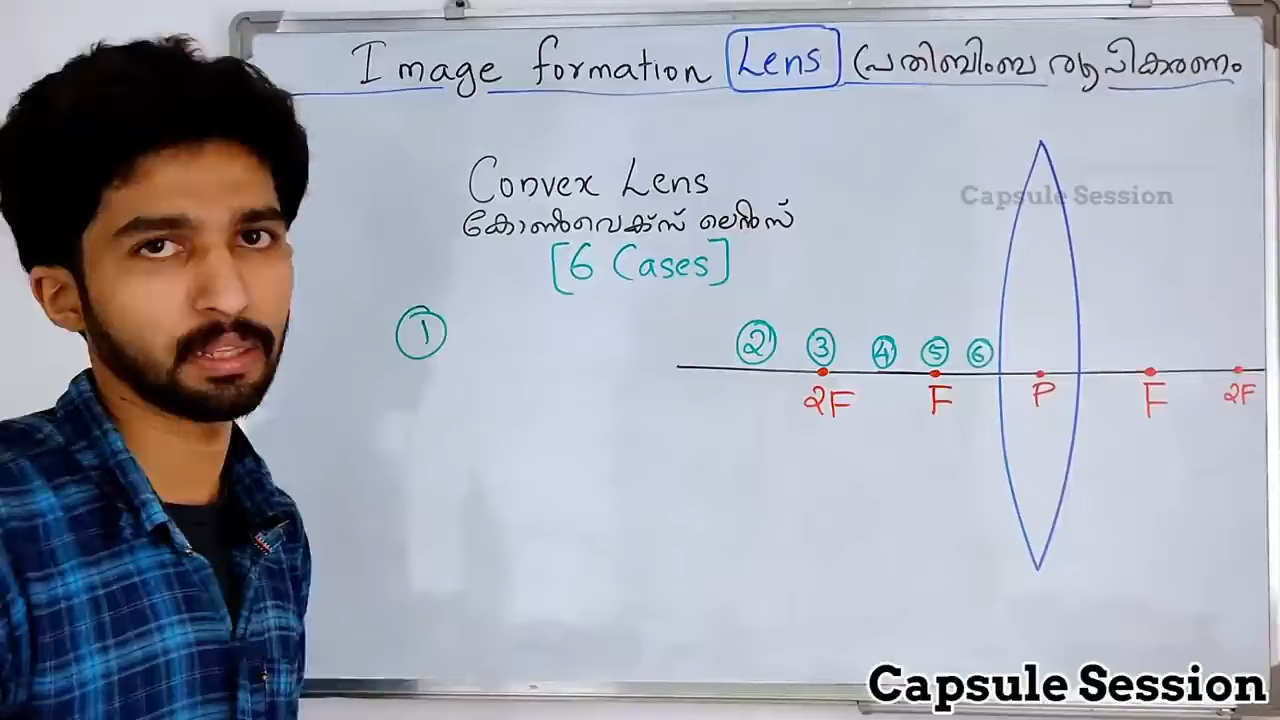 Image formation Lens (പ്രതിബിംബ രൂപീകരണം
Convex Lens
കോൺവെക്സ് ലെൻസ്
[6 Cases]
1
2 3 4 5 6
2F F P F 2F
Capsule Session
Capsule Session